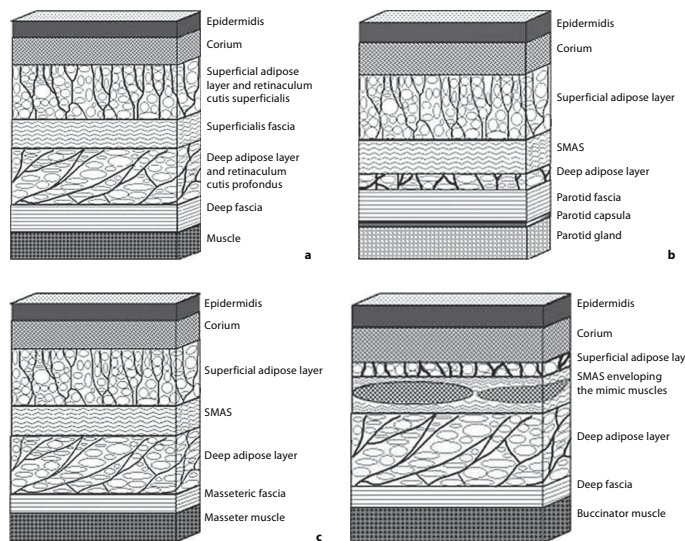 Epidermidis
Corium
Superficial adipose
layer and retinaculum
cutis superficialis
Superficialis fascia
Deep adipose layer
and retinaculum
cutis profondus
Deep fascia
Muscle
a
Epidermidis
Corium
Superficial adipose layer
SMAS
Deep adipose layer
Parotid fascia
Parotid capsula
Parotid gland
b
Epidermidis
Corium
Superficial adipose layer
SMAS
Deep adipose layer
Masseteric fascia
Masseter muscle
c
Epidermidis
Corium
Superficial adipose lay
SMAS enveloping
the mimic muscles
Deep adipose layer
Deep fascia
Buccinator muscle